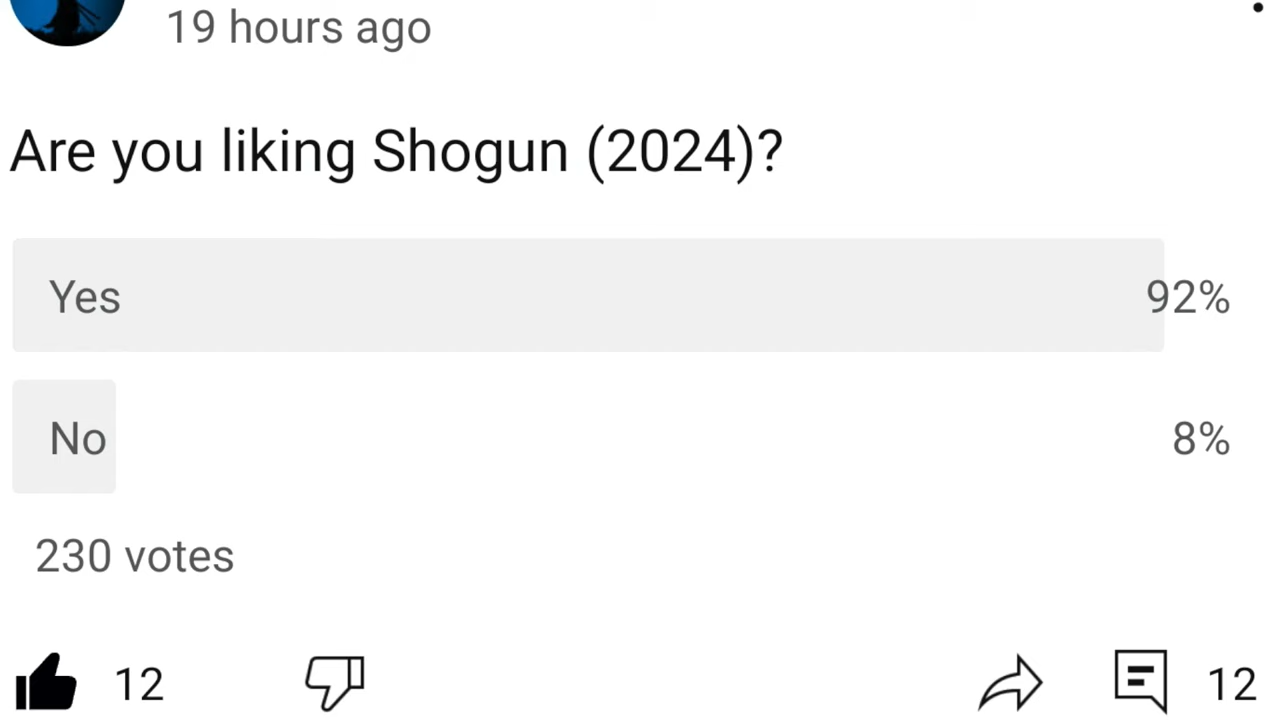 19 hours ago
Are you liking Shogun (2024)?
Yes 92%
No 8%
230 votes
12 12